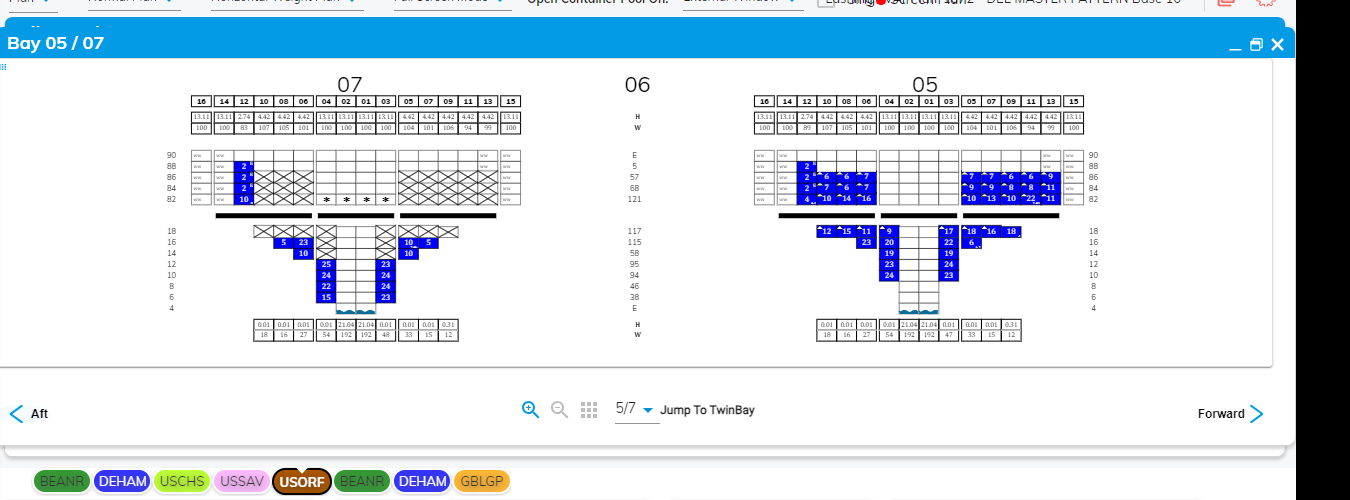 Bay 05 / 07
07 06 05
16 14 12 10 08 06 04 02 01 03 05 07 09 11 13 15 16 14 12 10 08 06 04 02 01 03 05 07 09 11 13 15
13.11 13.11 2.74 4.42 4.42 4.42 13.11 13.11 13.11 13.11 4.42 4.42 4.42 4.42 4.42 13.11 H 13.11 13.11 2.74 4.42 4.42 4.42 13.11 13.11 13.11 13.11 4.42 4.42 4.42 4.42 4.42 13.11
100 100 83 107 105 101 100 100 100 100 104 101 106 94 99 100 W 100 100 89 107 105 101 100 100 100 100 104 101 106 94 99 100
90 E 90
88 2 5 2 88
86 2 57 2 6 6 7 7 7 6 6 9 86
84 2 68 2 7 6 7 9 9 8 8 11 84
82 10 * * * * 121 4 10 14 16 10 13 10 22 11 82
18 117 12 15 11 9 17 18 16 18 18
16 5 23 10 5 115 23 20 22 6 16
14 10 10 58 19 19 14
12 25 23 95 23 24 12
10 24 24 94 24 23 10
8 22 24 46 8
6 15 23 38 6
4 E 4
0.01 0.01 0.01 0.01 21.04 21.04 0.01 0.01 0.01 0.31 H 0.01 0.01 0.01 0.01 21.04 21.04 0.01 0.01 0.01 0.31
18 16 27 54 192 192 48 33 15 12 W 18 16 27 54 192 192 47 33 15 12
Aft 5/7 Jump To TwinBay Forward
BEANR DEHAM USCHS USSAV USORF BEANR DEHAM GBLGP